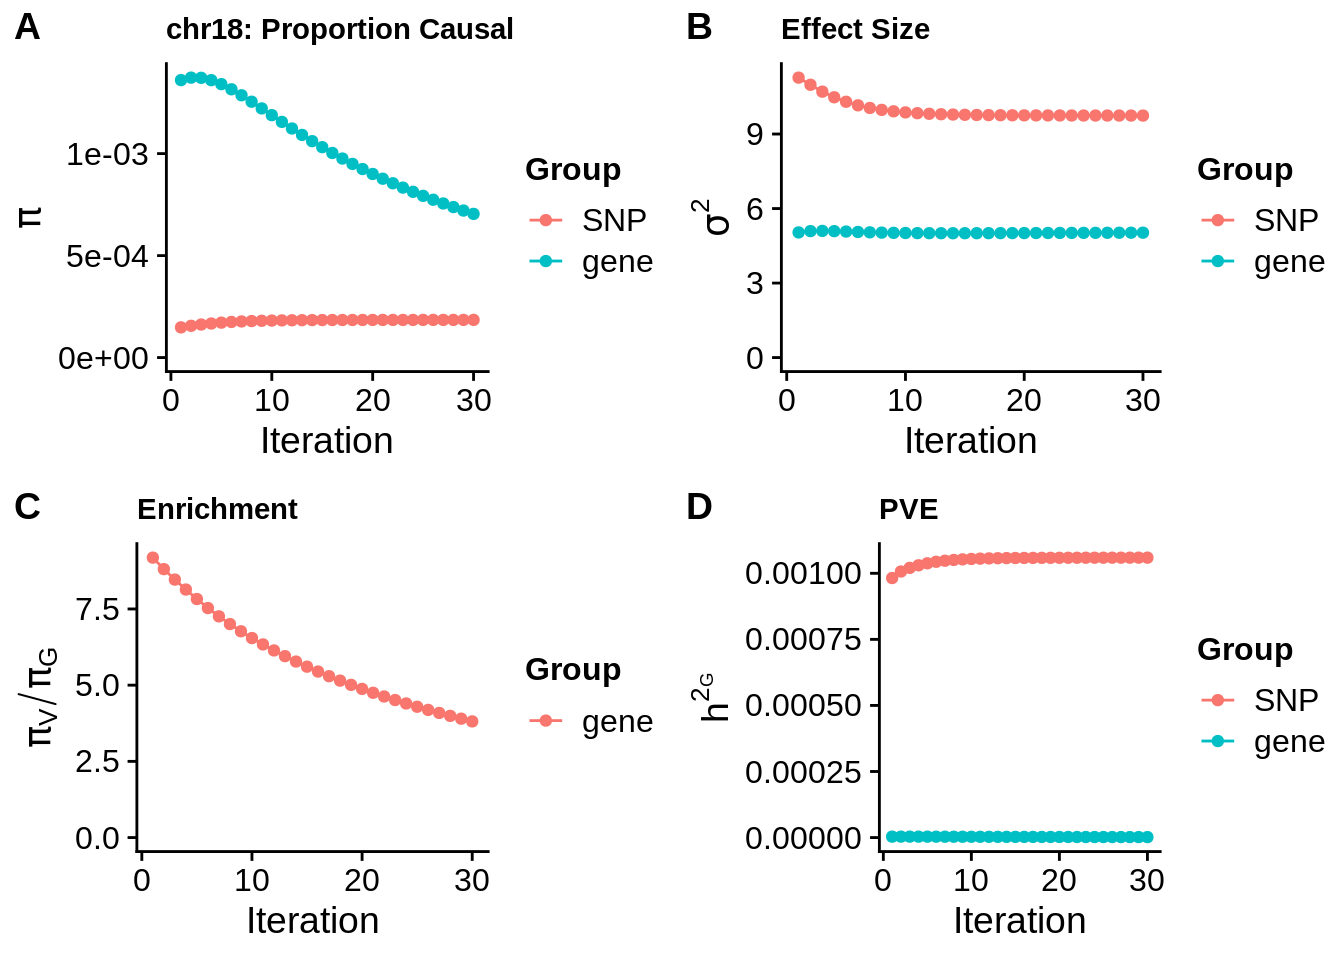 A
chr18: Proportion Causal
π
1e-03
5e-04
0e+00
0 10 20 30
Iteration
Group
SNP
gene
B
Effect Size
σ²
9
6
3
0
0 10 20 30
Iteration
Group
SNP
gene
C
Enrichment
πV/πG
7.5
5.0
2.5
0.0
0 10 20 30
Iteration
Group
gene
D
PVE
h²G
0.00100
0.00075
0.00050
0.00025
0.00000
0 10 20 30
Iteration
Group
SNP
gene